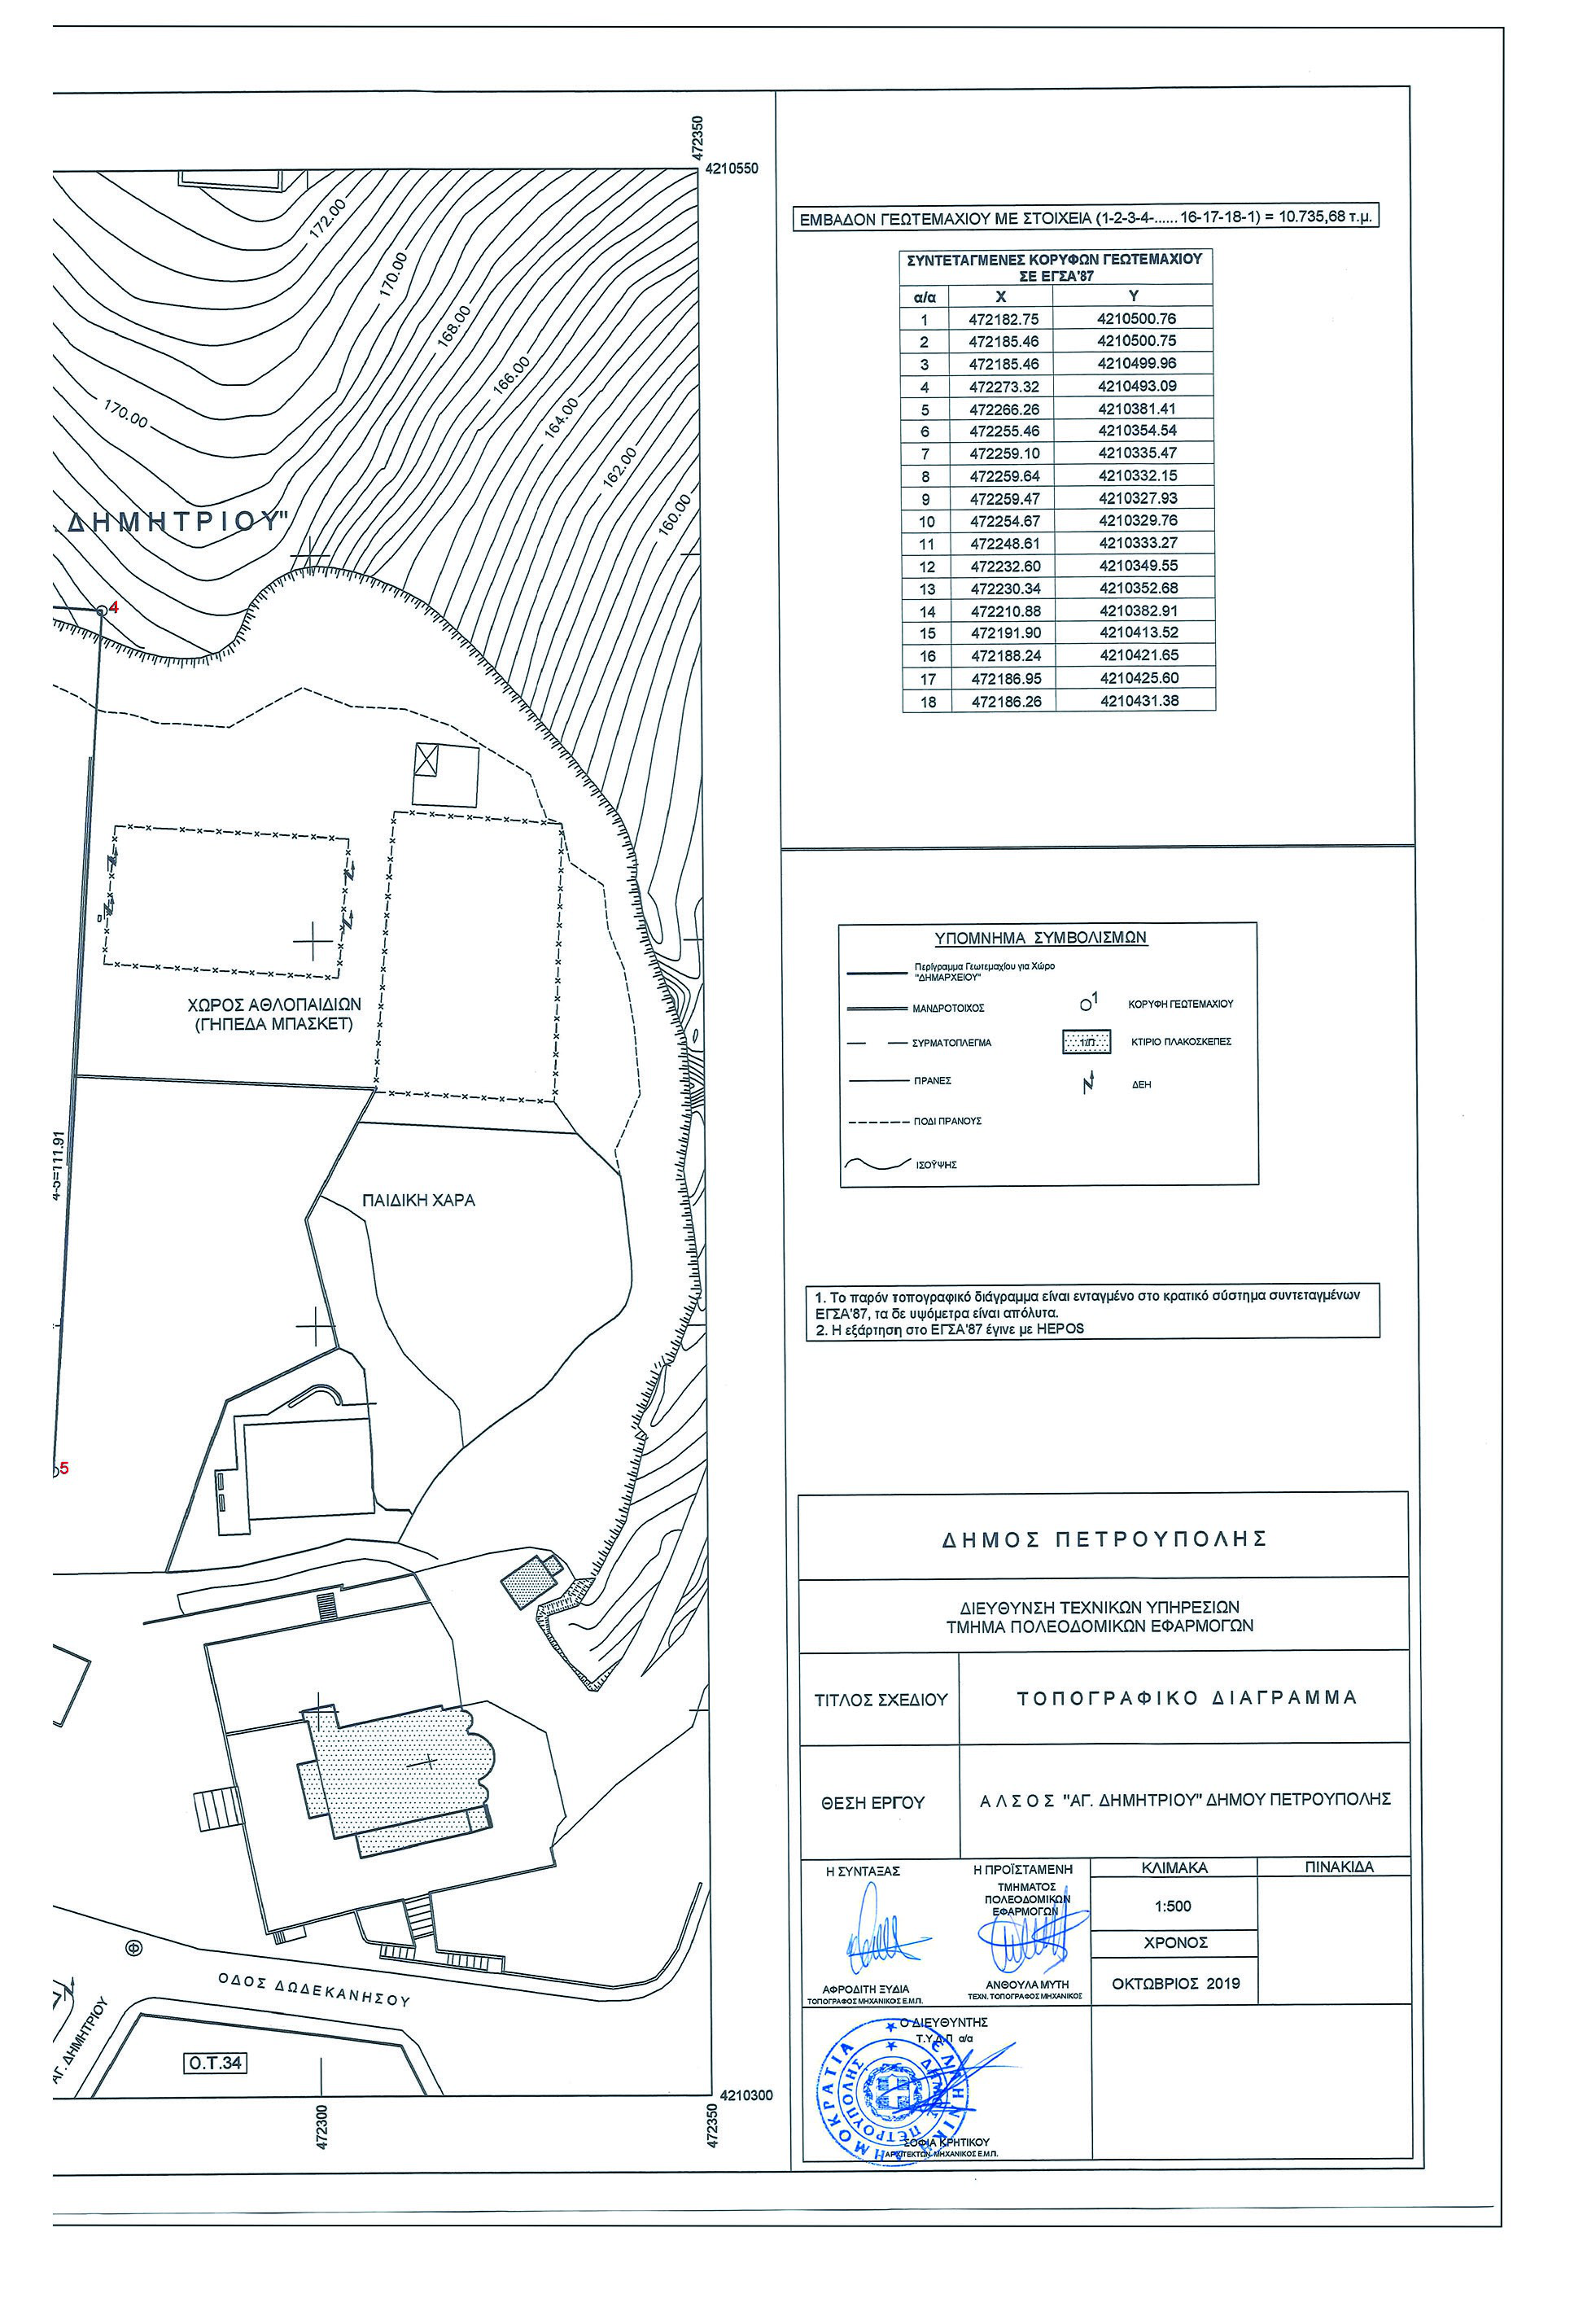 472350
4210550
172.00
170.00
168.00
166.00
164.00
162.00
160.00
170.00
. ΔΗΜΗΤΡΙΟΥ"
4
ΧΩΡΟΣ ΑΘΛΟΠΑΙΔΙΩΝ
(ΓΗΠΕΔΑ ΜΠΑΣΚΕΤ)
4-5=111.91
ΠΑΙΔΙΚΗ ΧΑΡΑ
5
ΟΔΟΣ ΔΩΔΕΚΑΝΗΣΟΥ
ΑΓ. ΔΗΜΗΤΡΙΟΥ
Ο.Τ.34
4210300
472300
472350
ΕΜΒΑΔΟΝ ΓΕΩΤΕΜΑΧΙΟΥ ΜΕ ΣΤΟΙΧΕΙΑ (1-2-3-4-...... 16-17-18-1) = 10.735,68 τ.μ.
ΣΥΝΤΕΤΑΓΜΕΝΕΣ ΚΟΡΥΦΩΝ ΓΕΩΤΕΜΑΧΙΟΥ
ΣΕ ΕΓΣΑ'87
α/α Χ Υ
1 472182.75 4210500.76
2 472185.46 4210500.75
3 472185.46 4210499.96
4 472273.32 4210493.09
5 472266.26 4210381.41
6 472255.46 4210354.54
7 472259.10 4210335.47
8 472259.64 4210332.15
9 472259.47 4210327.93
10 472254.67 4210329.76
11 472248.61 4210333.27
12 472232.60 4210349.55
13 472230.34 4210352.68
14 472210.88 4210382.91
15 472191.90 4210413.52
16 472188.24 4210421.65
17 472186.95 4210425.60
18 472186.26 4210431.38
ΥΠΟΜΝΗΜΑ ΣΥΜΒΟΛΙΣΜΩΝ
Περίγραμμα Γεωτεμαχίου για Χώρο
"ΔΗΜΑΡΧΕΙΟΥ"
ΜΑΝΔΡΟΤΟΙΧΟΣ
1 ΚΟΡΥΦΗ ΓΕΩΤΕΜΑΧΙΟΥ
ΣΥΡΜΑΤΟΠΛΕΓΜΑ
ΚΤΙΡΙΟ ΠΛΑΚΟΣΚΕΠΕΣ
ΠΡΑΝΕΣ
ΔΕΗ
ΠΟΔΙ ΠΡΑΝΟΥΣ
ΙΣΟΫΨΗΣ
1. Το παρόν τοπογραφικό διάγραμμα είναι ενταγμένο στο κρατικό σύστημα συντεταγμένων
ΕΓΣΑ'87, τα δε υψόμετρα είναι απόλυτα.
2. Η εξάρτηση στο ΕΓΣΑ'87 έγινε με HEPOS
ΔΗΜΟΣ ΠΕΤΡΟΥΠΟΛΗΣ
ΔΙΕΥΘΥΝΣΗ ΤΕΧΝΙΚΩΝ ΥΠΗΡΕΣΙΩΝ
ΤΜΗΜΑ ΠΟΛΕΟΔΟΜΙΚΩΝ ΕΦΑΡΜΟΓΩΝ
ΤΙΤΛΟΣ ΣΧΕΔΙΟΥ
ΤΟΠΟΓΡΑΦΙΚΟ ΔΙΑΓΡΑΜΜΑ
ΘΕΣΗ ΕΡΓΟΥ
ΑΛΣΟΣ "ΑΓ. ΔΗΜΗΤΡΙΟΥ" ΔΗΜΟΥ ΠΕΤΡΟΥΠΟΛΗΣ
Η ΣΥΝΤΑΞΑΣ
Η ΠΡΟΪΣΤΑΜΕΝΗ
ΤΜΗΜΑΤΟΣ
ΠΟΛΕΟΔΟΜΙΚΩΝ
ΕΦΑΡΜΟΓΩΝ
ΚΛΙΜΑΚΑ
ΠΙΝΑΚΙΔΑ
1:500
ΧΡΟΝΟΣ
ΟΚΤΩΒΡΙΟΣ 2019
ΑΦΡΟΔΙΤΗ ΞΥΔΙΑ
ΤΟΠΟΓΡΑΦΟΣ ΜΗΧΑΝΙΚΟΣ Ε.Μ.Π.
ΑΝΘΟΥΛΑ ΜΥΤΗ
ΤΕΧΝ. ΤΟΠΟΓΡΑΦΟΣ ΜΗΧΑΝΙΚΟΣ
Ο ΔΙΕΥΘΥΝΤΗΣ
Τ.Υ.Δ.Π α/α
ΕΛΛΗΝΙΚΗ ΔΗΜΟΚΡΑΤΙΑ
ΔΗΜΟΣ ΠΕΤΡΟΥΠΟΛΗΣ
ΣΟΦΙΑ ΚΡΗΤΙΚΟΥ
ΑΡΧΙΤΕΚΤΩΝ ΜΗΧΑΝΙΚΟΣ Ε.Μ.Π.